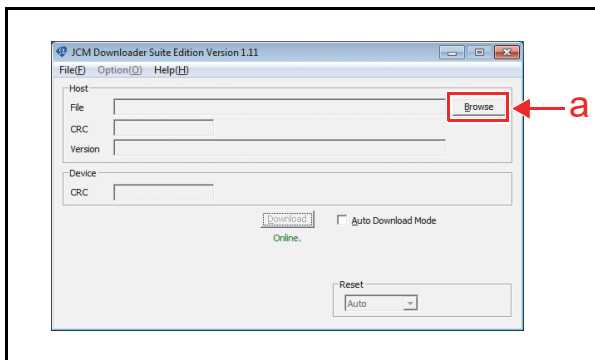 JCM Downloader Suite Edition Version 1.11
File(F) Option(O) Help(H)
Host
File Browse a
CRC
Version
Device
CRC
Download Auto Download Mode
Online.
Reset
Auto